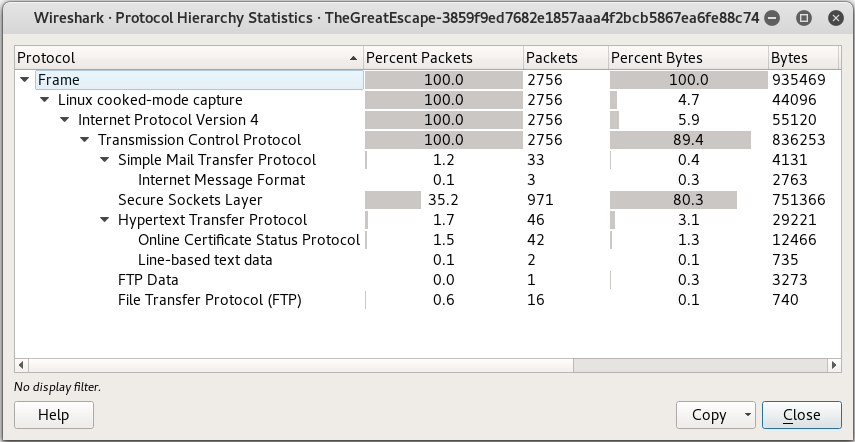 Wireshark · Protocol Hierarchy Statistics · TheGreatEscape-3859f9ed7682e1857aaa4f2bcb5867ea6fe88c74
Protocol Percent Packets Packets Percent Bytes Bytes
Frame 100.0 2756 100.0 935469
Linux cooked-mode capture 100.0 2756 4.7 44096
Internet Protocol Version 4 100.0 2756 5.9 55120
Transmission Control Protocol 100.0 2756 89.4 836253
Simple Mail Transfer Protocol 1.2 33 0.4 4131
Internet Message Format 0.1 3 0.3 2763
Secure Sockets Layer 35.2 971 80.3 751366
Hypertext Transfer Protocol 1.7 46 3.1 29221
Online Certificate Status Protocol 1.5 42 1.3 12466
Line-based text data 0.1 2 0.1 735
FTP Data 0.0 1 0.3 3273
File Transfer Protocol (FTP) 0.6 16 0.1 740
No display filter.
Help Copy Close